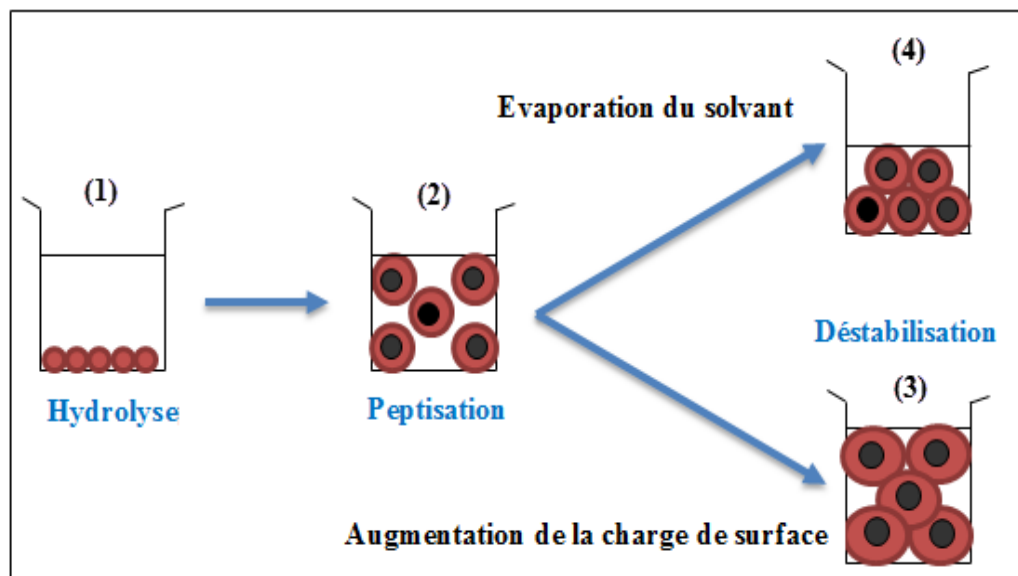 (1)
Hydrolyse
(2)
Peptisation
Evaporation du solvant
(4)
Déstabilisation
(3)
Augmentation de la charge de surface